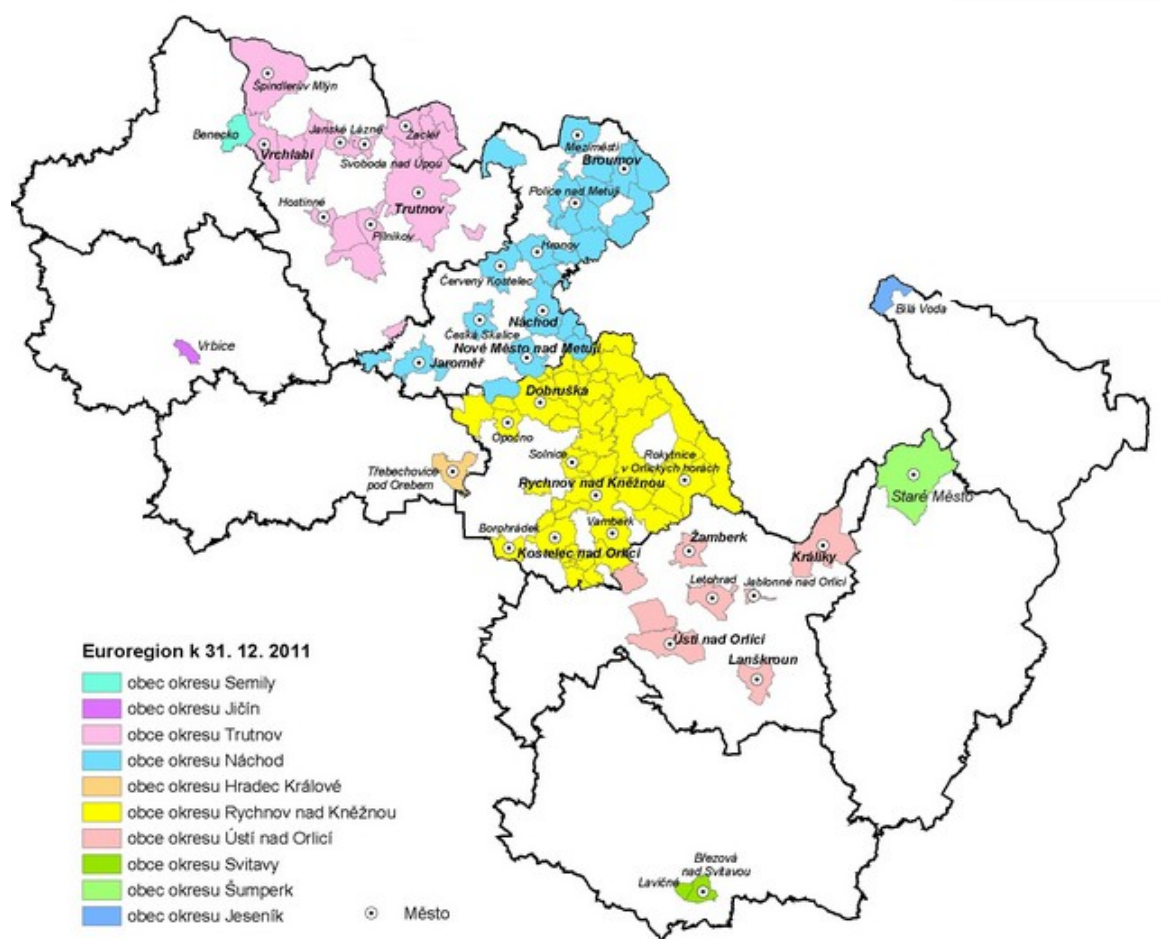 Špindlerův Mlýn
Benecko
Janské Lázně
Žacléř
Vrchlabí
Svoboda nad Úpou
Meziměstí
Broumov
Police nad Metují
Trutnov
Hostinné
Pilníkov
Hronov
Červený Kostelec
Náchod
Česká Skalice
Nové Město nad Metují
Jaroměř
Vrbice
Bílá Voda
Dobruška
Opočno
Solnice
Rokytnice
v Orlických horách
Třebechovice
pod Orebem
Rychnov nad Kněžnou
Staré Město
Borohrádek
Vamberk
Kostelec nad Orlicí
Žamberk
Králíky
Letohrad
Jablonné nad Orlicí
Ústí nad Orlicí
Lanškroun
Březová
nad Svitavou
Lavičné
Euroregion k 31. 12. 2011
obec okresu Semily
obec okresu Jičín
obce okresu Trutnov
obce okresu Náchod
obec okresu Hradec Králové
obce okresu Rychnov nad Kněžnou
obce okresu Ústí nad Orlicí
obce okresu Svitavy
obec okresu Šumperk
obec okresu Jeseník
Město